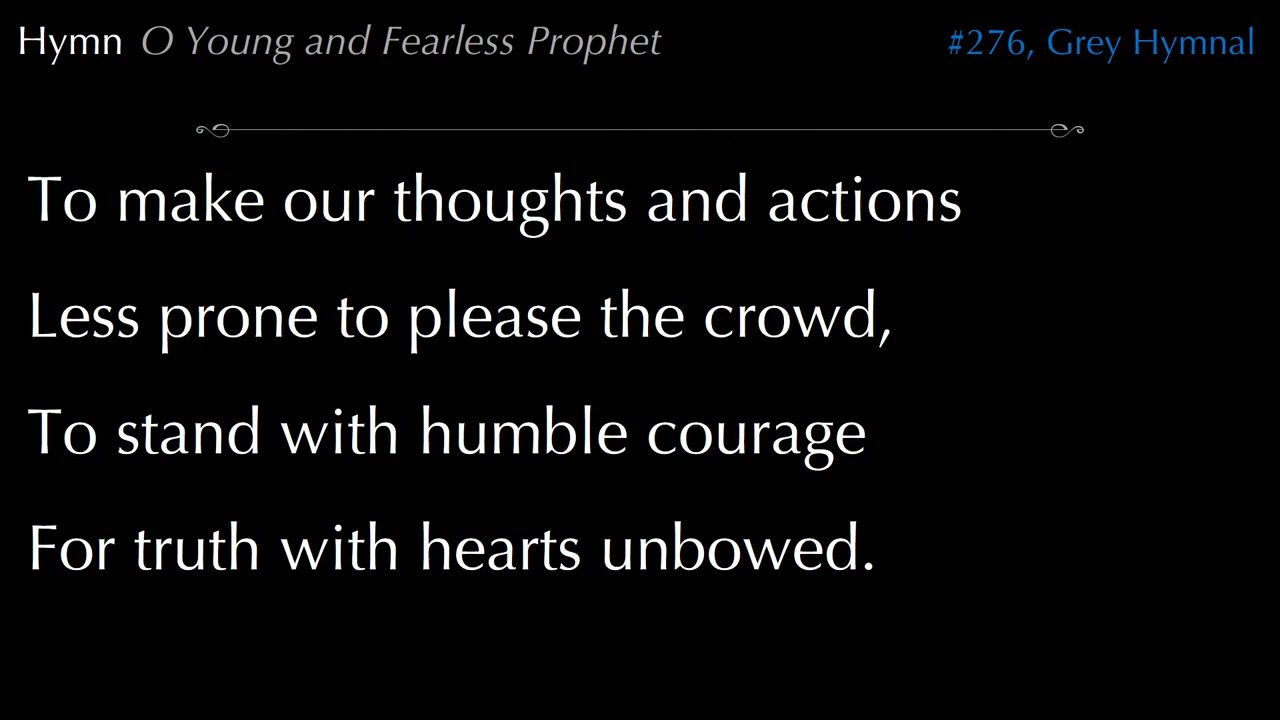 Hymn O Young and Fearless Prophet #276, Grey Hymnal
To make our thoughts and actions
Less prone to please the crowd,
To stand with humble courage
For truth with hearts unbowed.